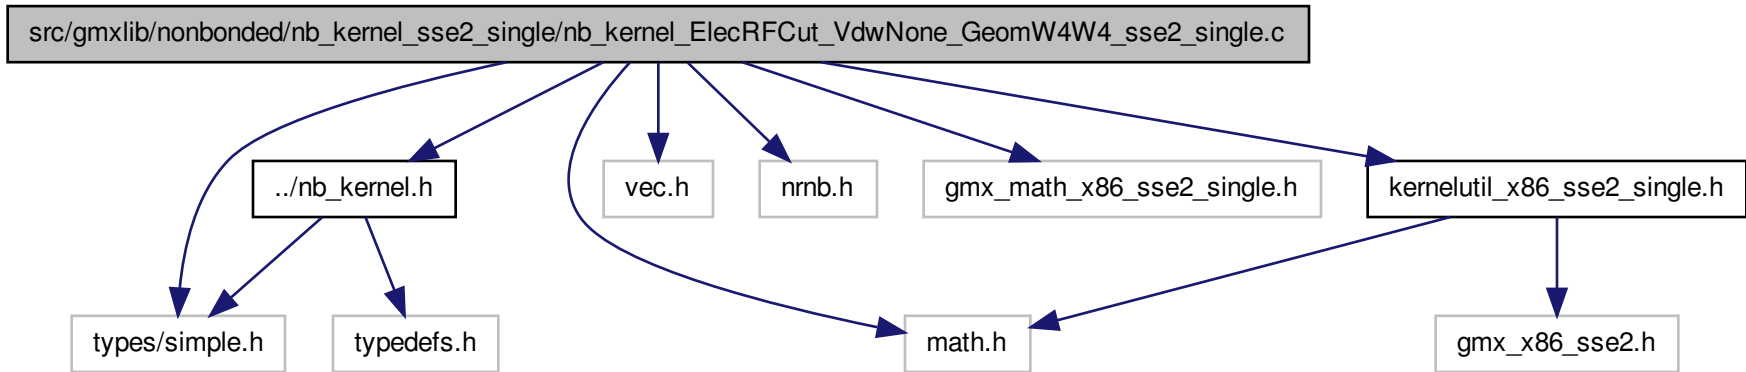 src/gmxlib/nonbonded/nb_kernel_sse2_single/nb_kernel_ElecRFCut_VdwNone_GeomW4W4_sse2_single.c
../nb_kernel.h
vec.h
nrnb.h
gmx_math_x86_sse2_single.h
kernelutil_x86_sse2_single.h
types/simple.h
typedefs.h
math.h
gmx_x86_sse2.h